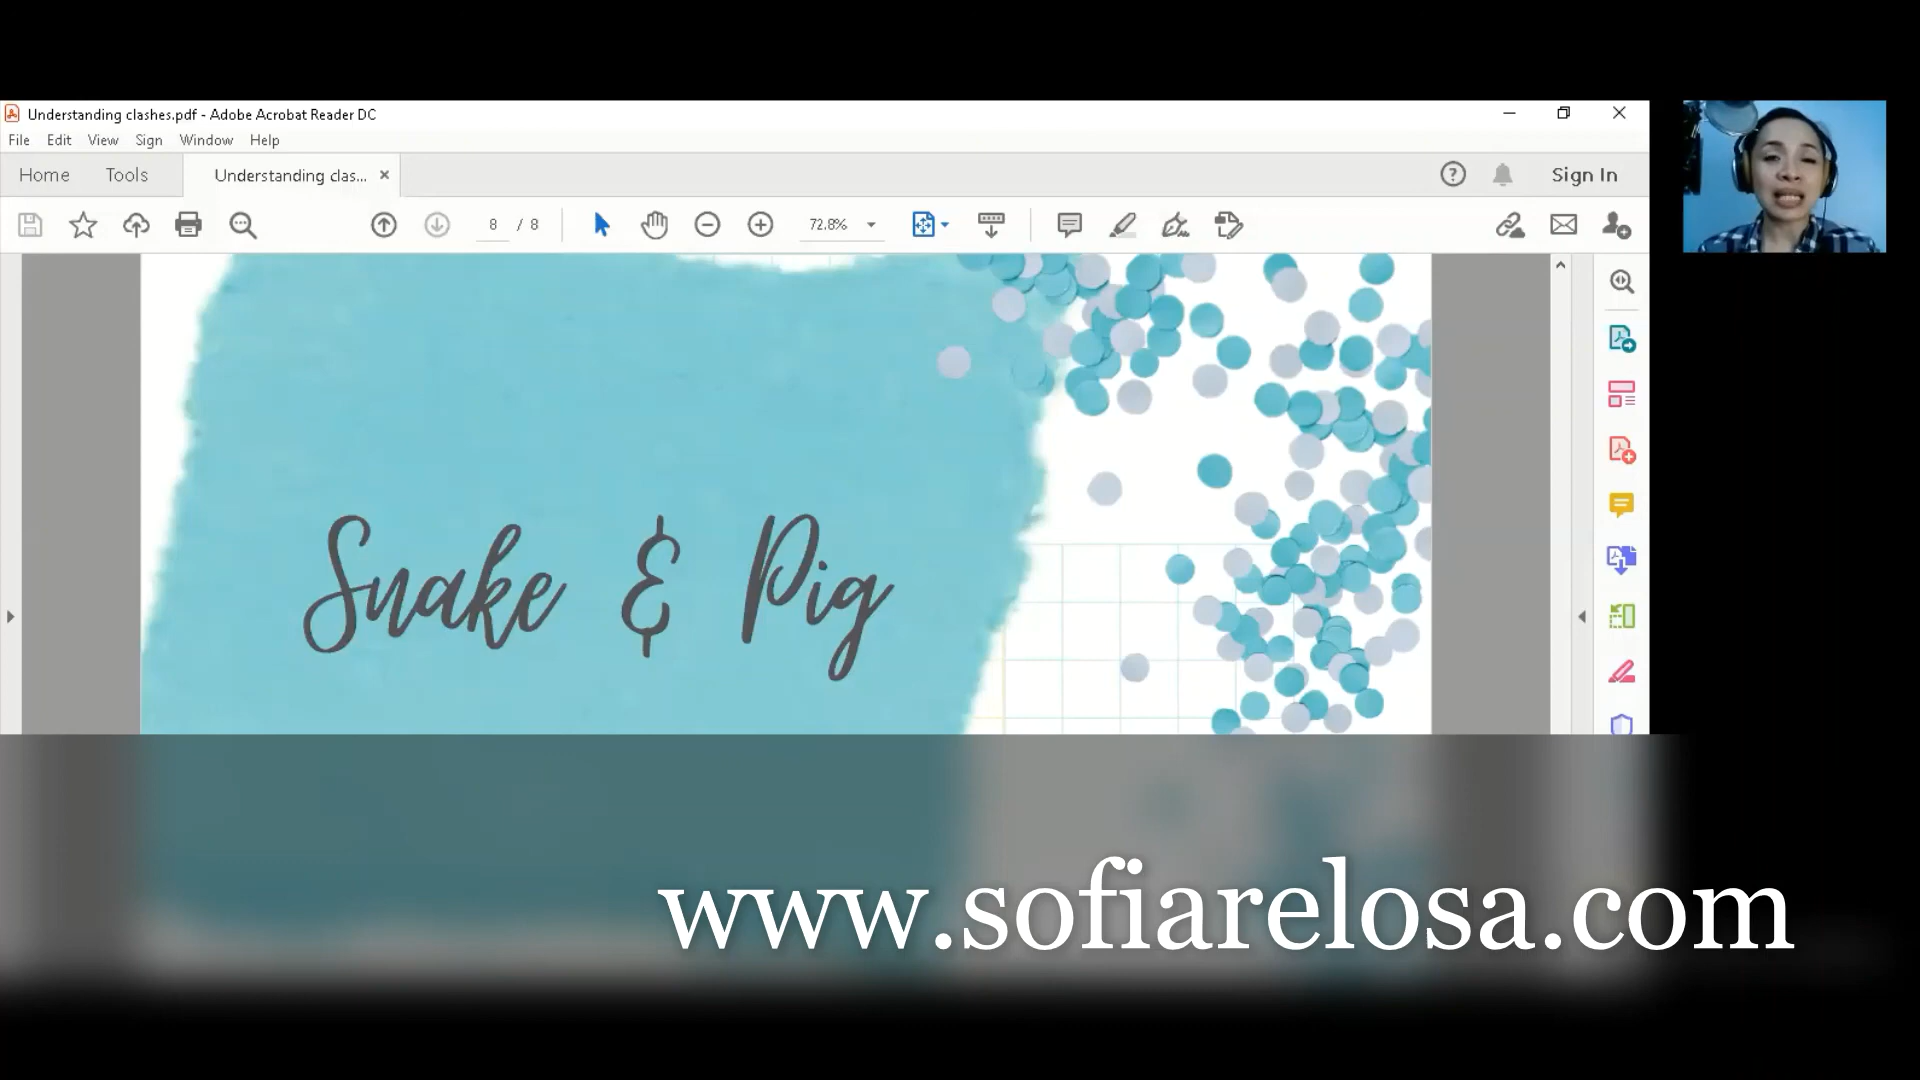 Understanding clashes.pdf - Adobe Acrobat Reader DC
File Edit View Sign Window Help
Home Tools Understanding clas... Sign In
8 / 8 72.8%
Snake & Pig
www.sofiarelosa.com